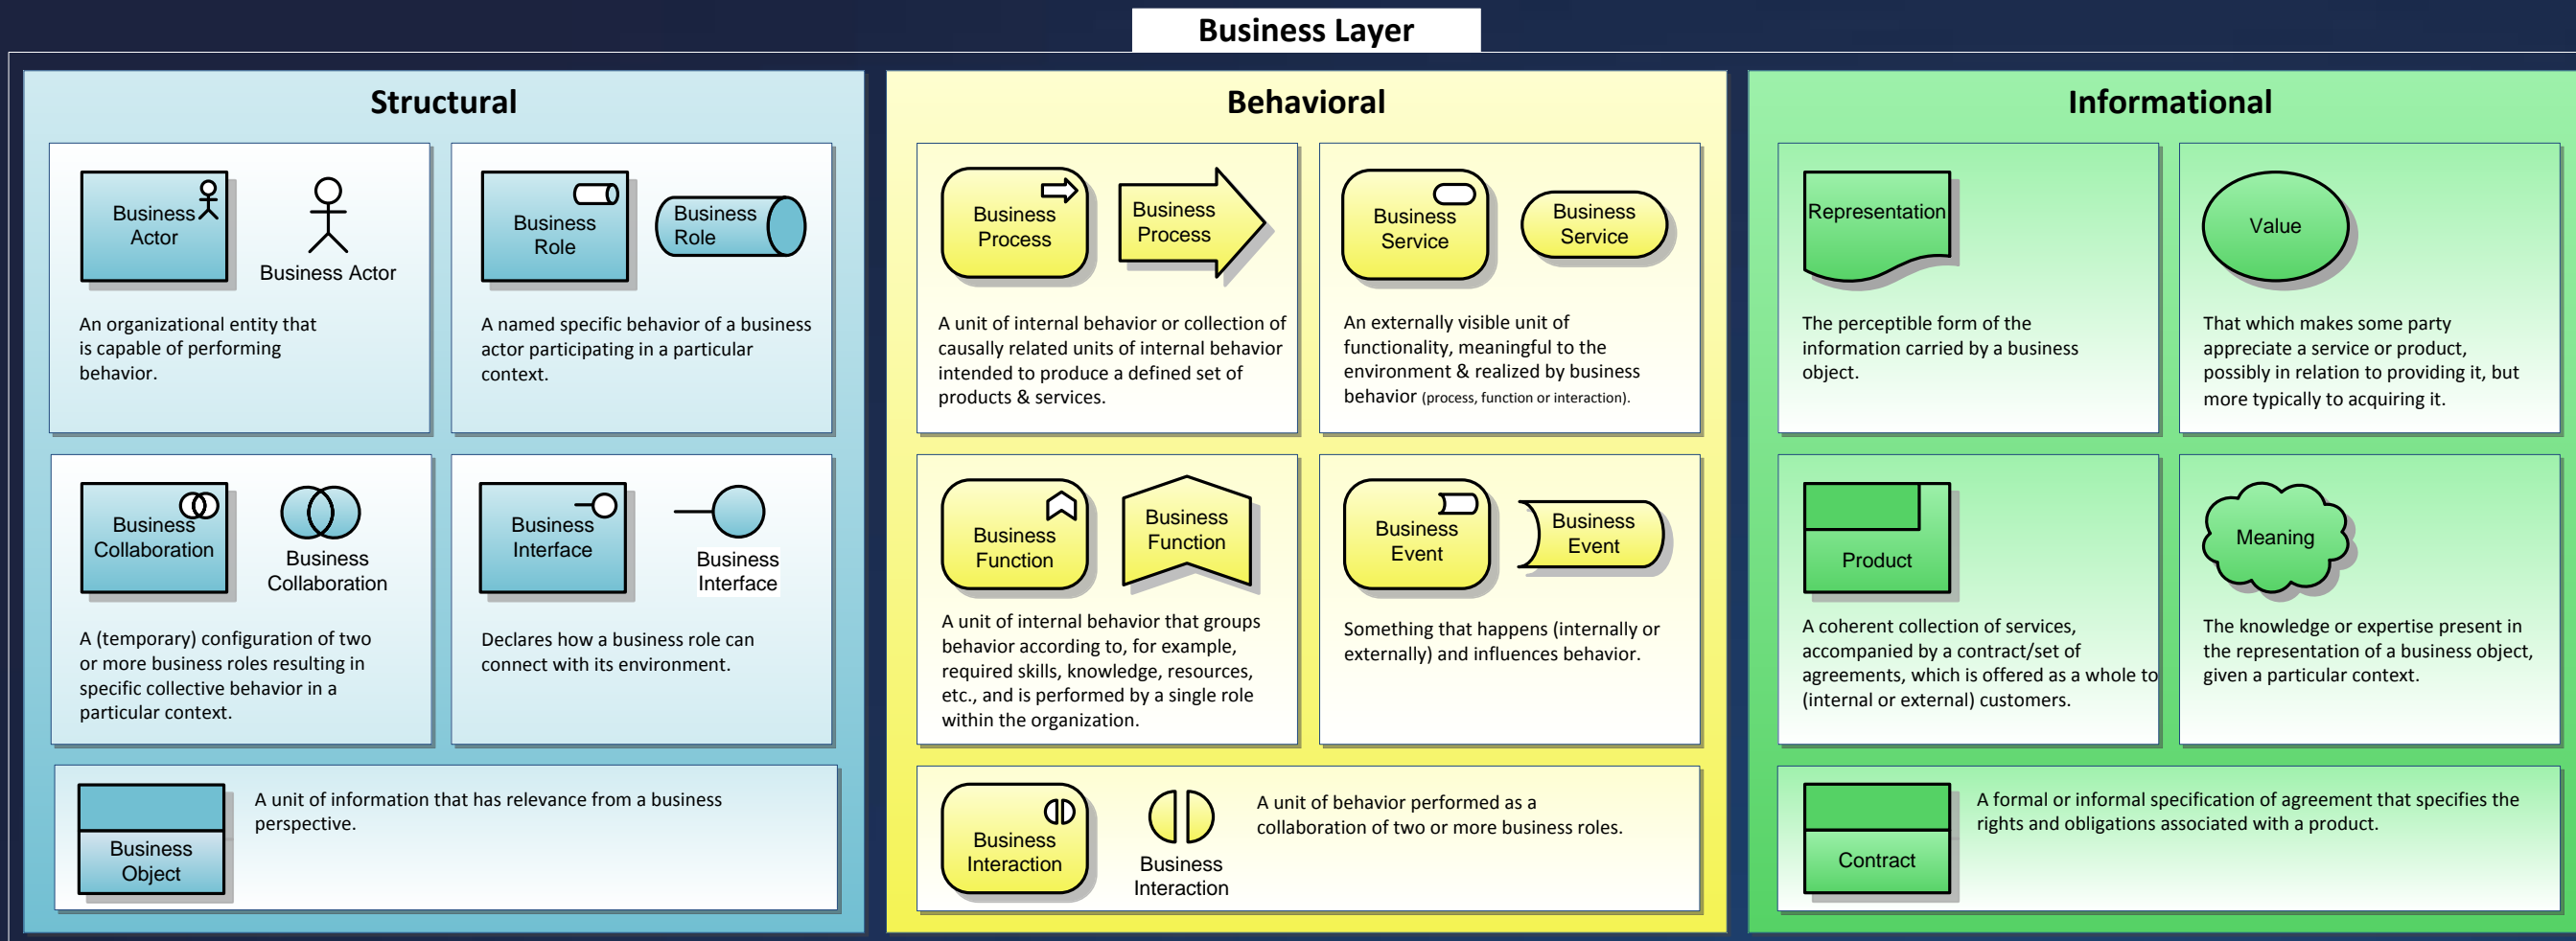 Business Layer
Structural
Business
Actor
Business Actor
An organizational entity that
is capable of performing
behavior.
Business
Role
Business
Role
A named specific behavior of a business
actor participating in a particular
context.
Business
Collaboration
Business
Collaboration
A (temporary) configuration of two
or more business roles resulting in
specific collective behavior in a
particular context.
Business
Interface
Business
Interface
Declares how a business role can
connect with its environment.
Business
Object
A unit of information that has relevance from a business
perspective.
Behavioral
Business
Process
Business
Process
A unit of internal behavior or collection of
causally related units of internal behavior
intended to produce a defined set of
products & services.
Business
Service
Business
Service
An externally visible unit of
functionality, meaningful to the
environment & realized by business
behavior (process, function or interaction).
Business
Function
Business
Function
A unit of internal behavior that groups
behavior according to, for example,
required skills, knowledge, resources,
etc., and is performed by a single role
within the organization.
Business
Event
Business
Event
Something that happens (internally or
externally) and influences behavior.
Business
Interaction
Business
Interaction
A unit of behavior performed as a
collaboration of two or more business roles.
Informational
Representation
The perceptible form of the
information carried by a business
object.
Value
That which makes some party
appreciate a service or product,
possibly in relation to providing it, but
more typically to acquiring it.
Product
A coherent collection of services,
accompanied by a contract/set of
agreements, which is offered as a whole to
(internal or external) customers.
Meaning
The knowledge or expertise present in
the representation of a business object,
given a particular context.
Contract
A formal or informal specification of agreement that specifies the
rights and obligations associated with a product.